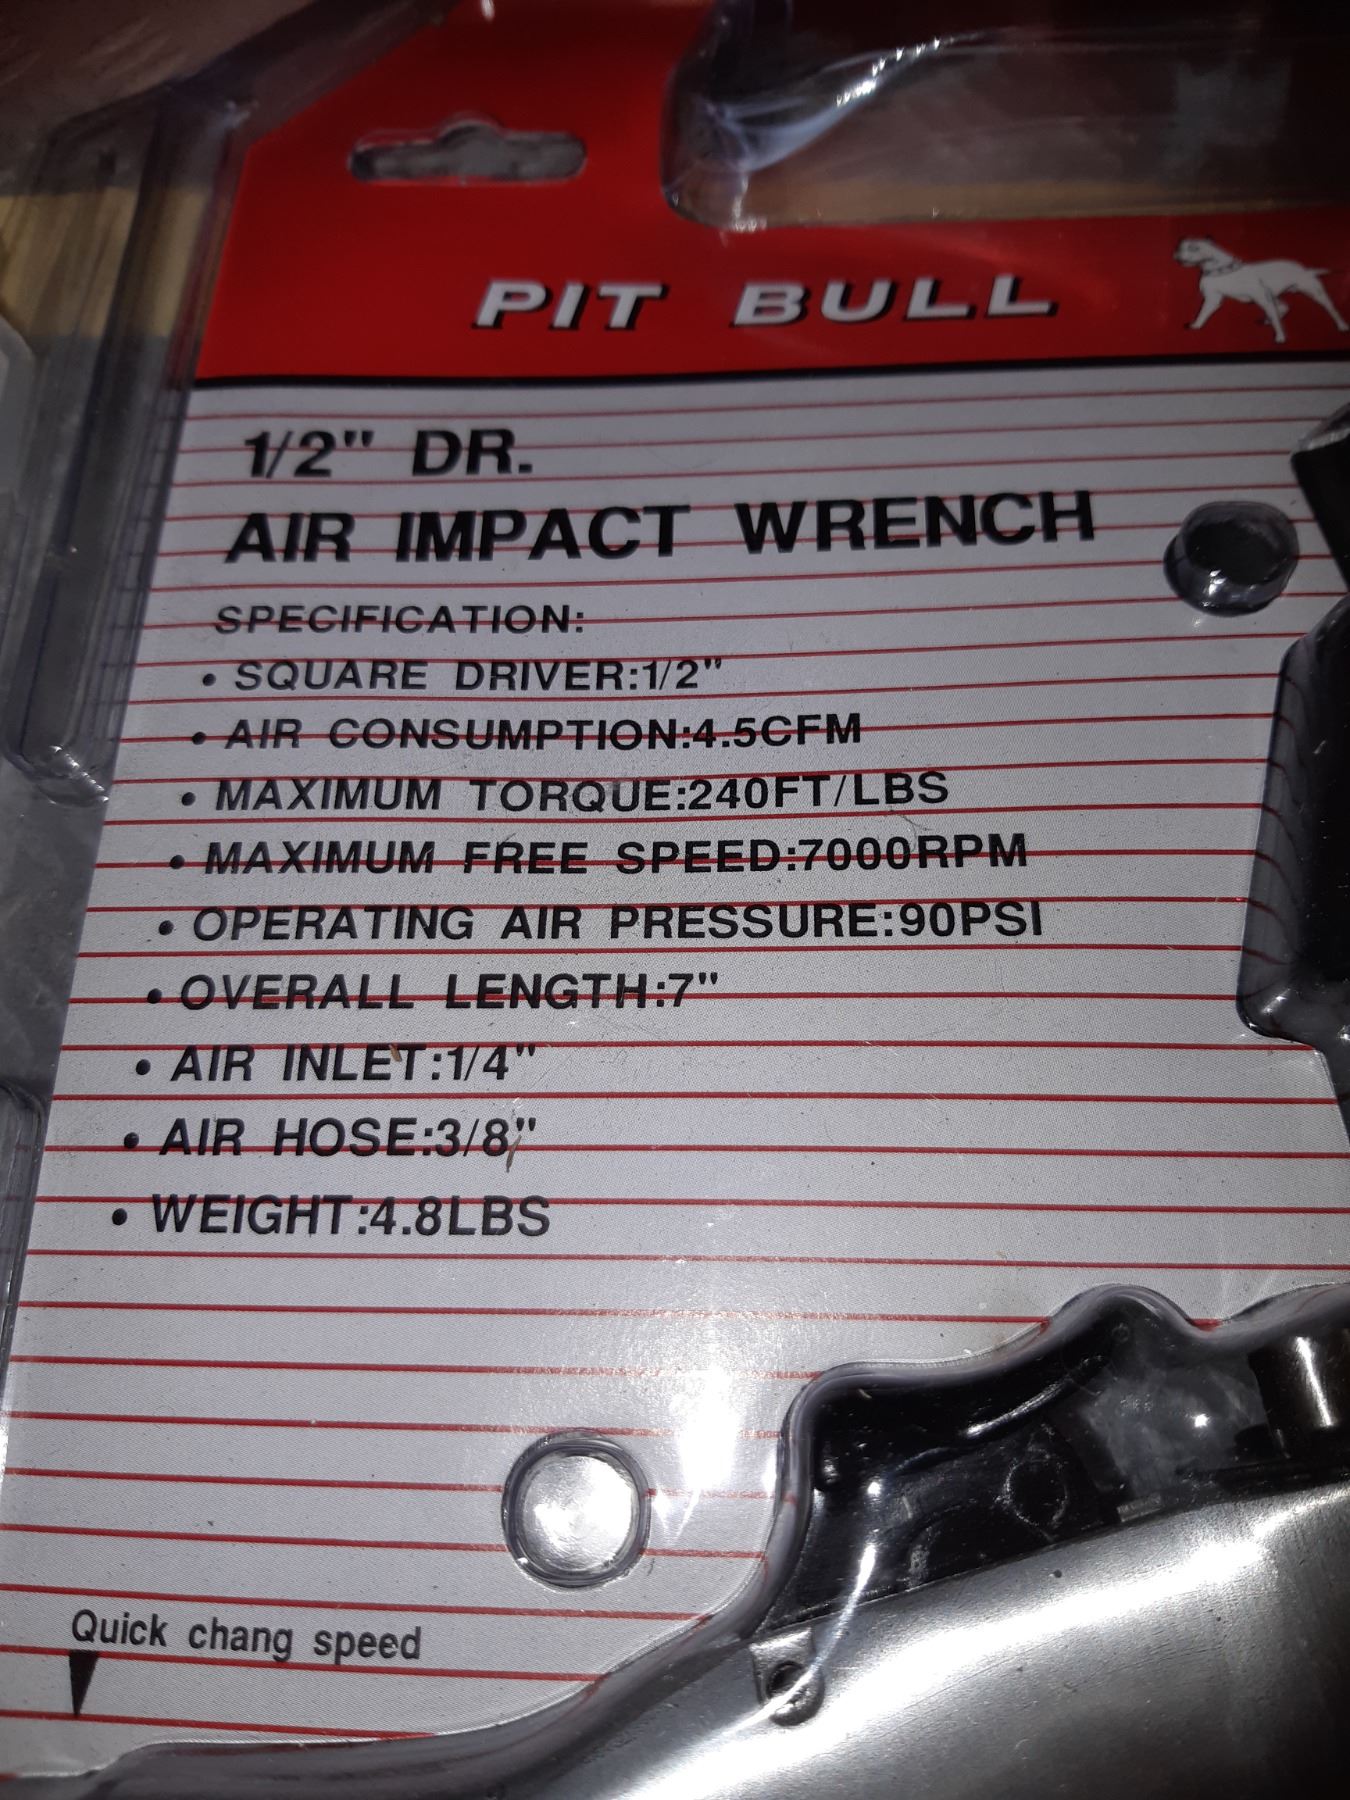 PIT BULL
1/2" DR.
AIR IMPACT WRENCH
SPECIFICATION:
• SQUARE DRIVER:1/2"
• AIR CONSUMPTION:4.5CFM
• MAXIMUM TORQUE:240FT/LBS
• MAXIMUM FREE SPEED:7000RPM
• OPERATING AIR PRESSURE:90PSI
• OVERALL LENGTH:7"
• AIR INLET:1/4"
• AIR HOSE:3/8"
• WEIGHT:4.8LBS
Quick chang speed